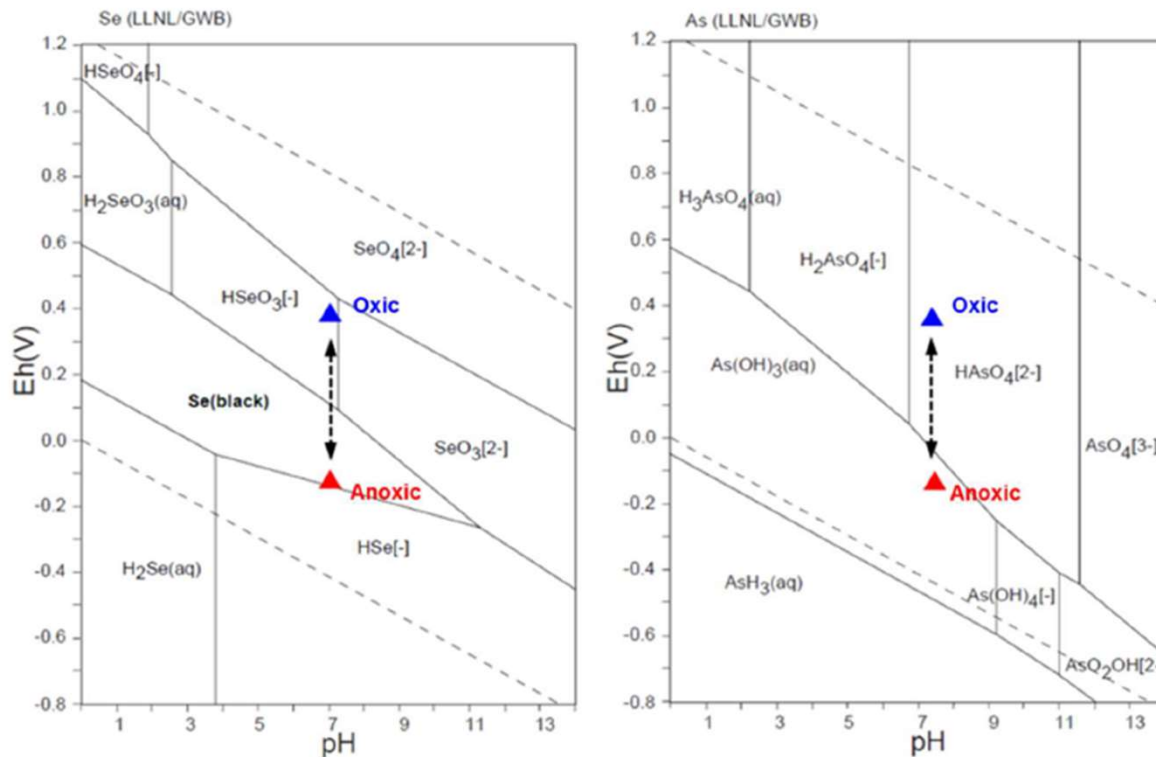 Se (LLNL/GWB)
1.2
1.0
0.8
0.6
0.4
0.2
0.0
-0.2
-0.4
-0.6
-0.8
Eh(V)
HSeO4[-]
H2SeO3(aq)
SeO4[2-]
HSeO3[-]
Oxic
Se(black)
SeO3[2-]
Anoxic
HSe[-]
H2Se(aq)
1 3 5 7 9 11 13
pH
As (LLNL/GWB)
1.2
1.0
0.8
0.6
0.4
0.2
0.0
-0.2
-0.4
-0.6
-0.8
Eh(V)
H3AsO4(aq)
H2AsO4[-]
Oxic
As(OH)3(aq)
HAsO4[2-]
AsO4[3-]
Anoxic
AsH3(aq)
As(OH)4[-]
AsO2OH[2-
1 3 5 7 9 11 13
pH